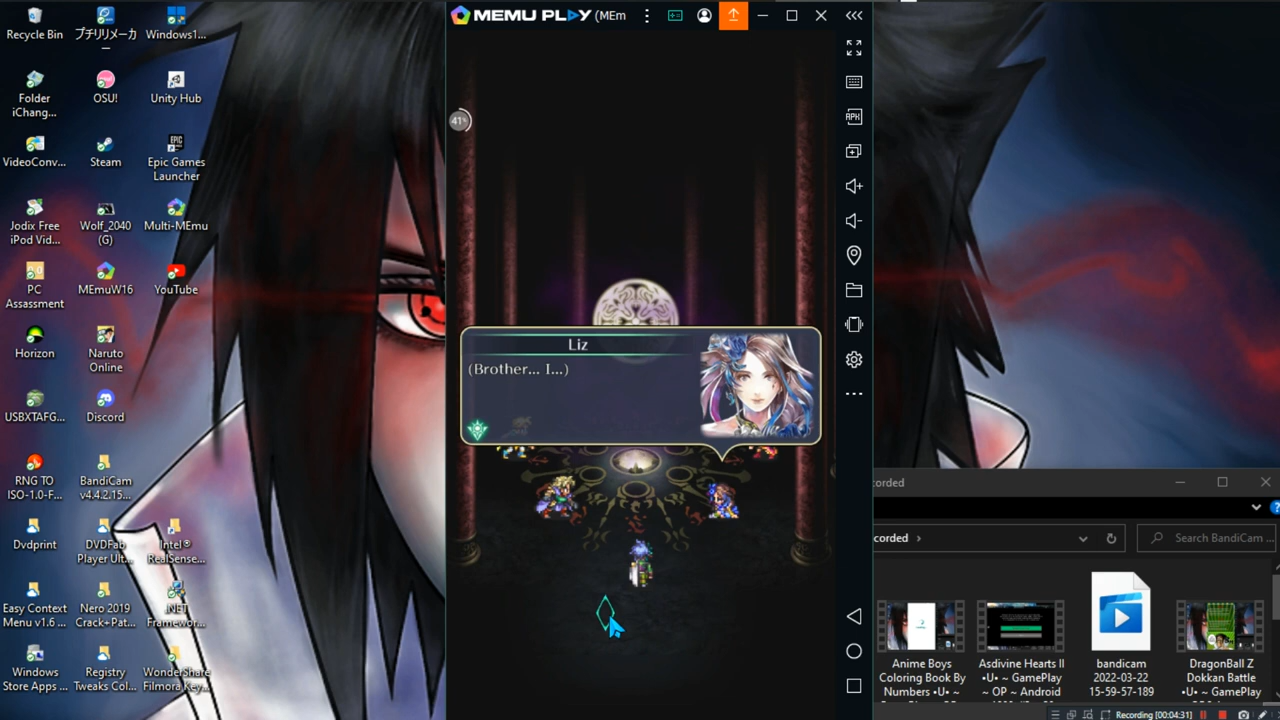 Recycle Bin
プチリリメーカー
Windows1...
Folder
iChang...
OSU!
Unity Hub
VideoConv...
Steam
Epic Games
Launcher
Jodix Free
iPod Vid...
Wolf_2040
(G)
Multi-MEmu
PC
Assassment
MEmuW16
YouTube
Horizon
Naruto
Online
USBXTAFG...
Discord
RNG TO
ISO-1.0-F...
BandiCam
v4.4.2.15...
Dvdprint
DVDFab
Player Ult...
Intel®
RealSense...
Easy Context
Menu v1.6 ...
Nero 2019
Crack+Pat...
.NET
Framewor...
Windows
Store Apps ...
Registry
Tweaks Col...
WonderShare
Filmora Key...
MEMU PLAY (MEm
41%
APK
Liz
(Brother... I...)
corded
corded
Search BandiCam ...
Anime Boys
Coloring Book By
Numbers •U• ~
Asdivine Hearts II
•U• ~ GamePlay
~ OP ~ Android
bandicam
2022-03-22
15-59-57-189
DragonBall Z
Dokkan Battle
•U• ~ GamePlay
Recording [00:04:31]